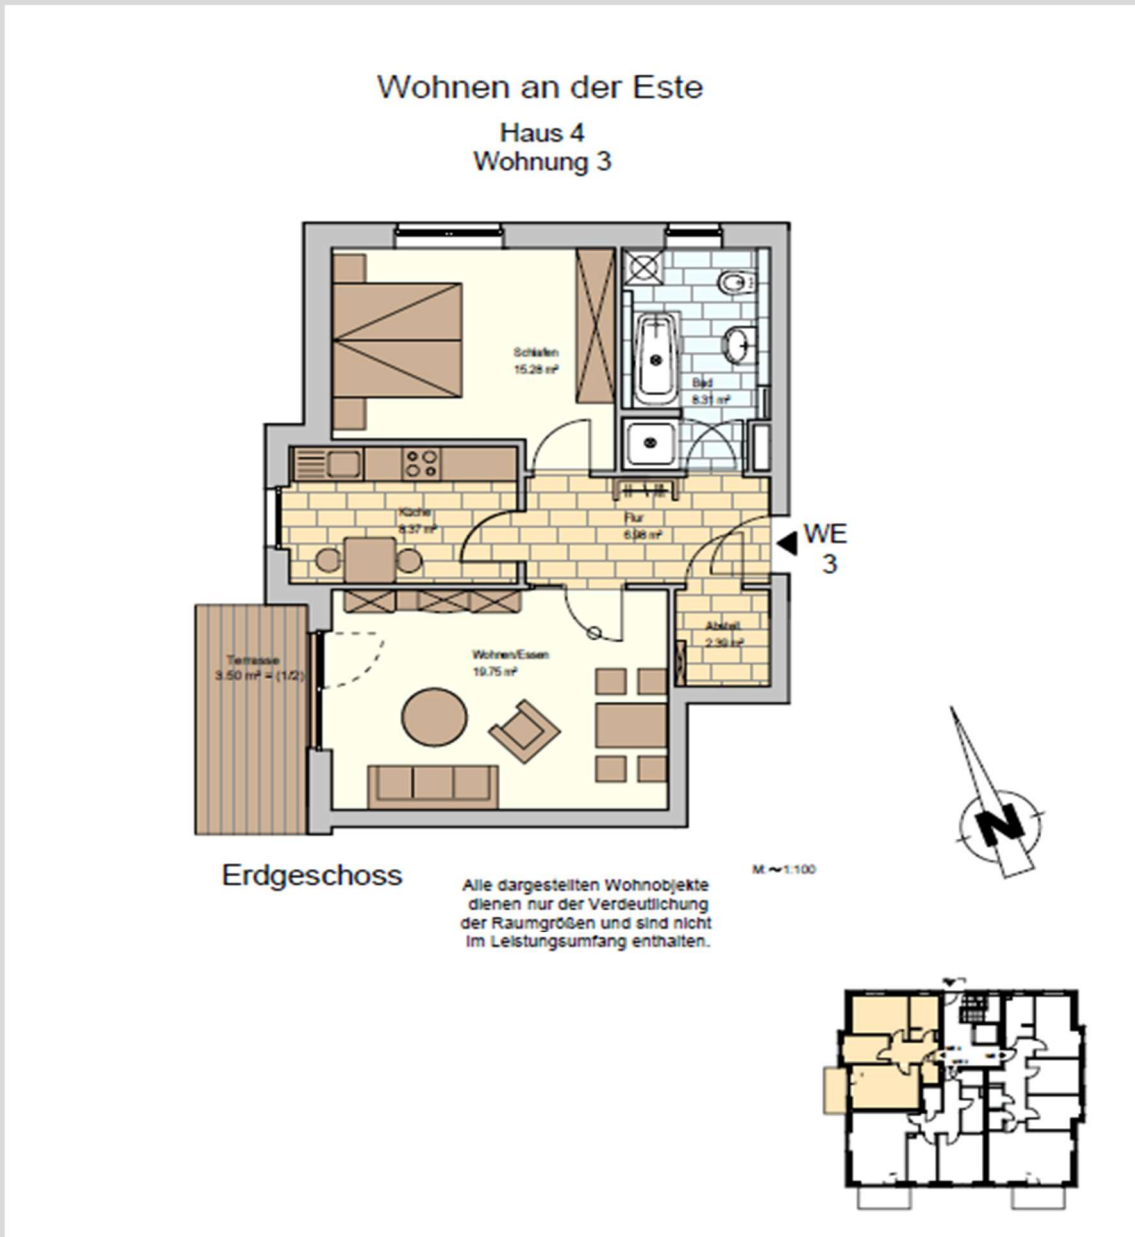 Wohnen an der Este
Haus 4
Wohnung 3
Schlafen
15.28 m²
Bad
8.31 m²
Küche
8.37 m²
Flur
6.98 m²
WE
3
Abstell
2.39 m²
Wohnen/Essen
19.75 m²
Terrasse
3.50 m² = (1/2)
N
Erdgeschoss
M: ~1:100
Alle dargestellten Wohnobjekte
dienen nur der Verdeutlichung
der Raumgrößen und sind nicht
im Leistungsumfang enthalten.